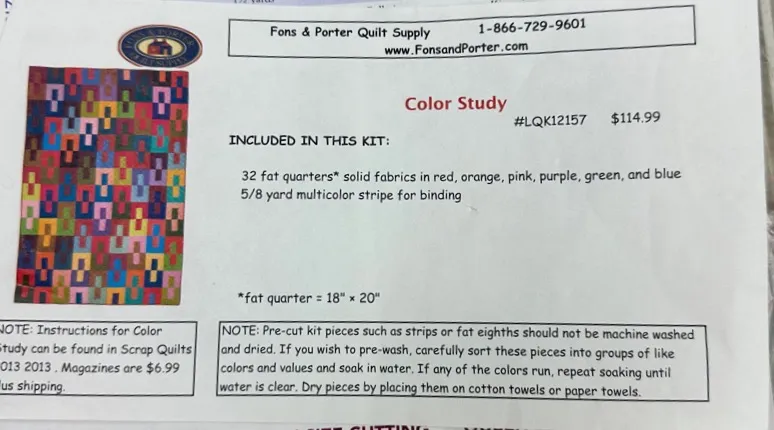 Fons & Porter Quilt Supply 1-866-729-9601
www.FonsandPorter.com
FONS & PORTER
Color Study
#LQK12157 $114.99
INCLUDED IN THIS KIT:
32 fat quarters* solid fabrics in red, orange, pink, purple, green, and blue
5/8 yard multicolor stripe for binding
*fat quarter = 18" x 20"
NOTE: Instructions for Color
Study can be found in Scrap Quilts
013 2013 . Magazines are $6.99
lus shipping.
NOTE: Pre-cut kit pieces such as strips or fat eighths should not be machine washed
and dried. If you wish to pre-wash, carefully sort these pieces into groups of like
colors and values and soak in water. If any of the colors run, repeat soaking until
water is clear. Dry pieces by placing them on cotton towels or paper towels.